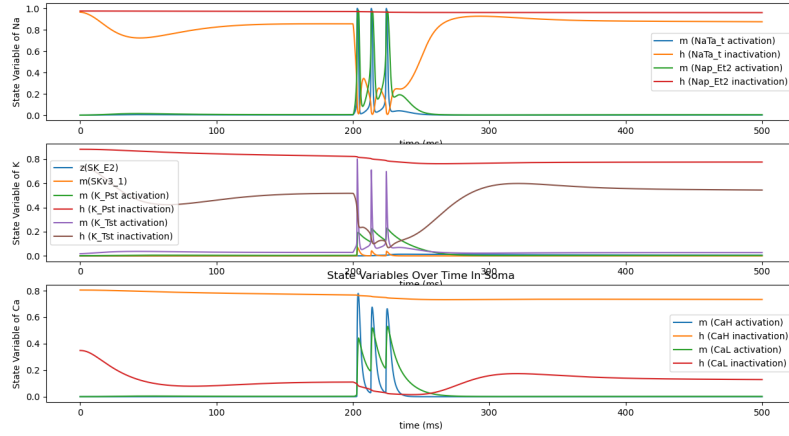 1.0
0.8
0.6
0.4
0.2
0.0
State Variable of Na
m (NaTa_t activation)
h (NaTa_t inactivation)
m (Nap_Et2 activation)
h (Nap_Et2 inactivation)
0
100
200
300
400
500
time (ms)
0.8
0.6
0.4
0.2
0.0
State Variable of K
z(SK_E2)
m(SKv3_1)
m (K_Pst activation)
h (K_Pst inactivation)
m (K_Tst activation)
h (K_Tst inactivation)
0
100
200
300
400
500
time (ms)
State Variables Over Time In Soma
0.8
0.6
0.4
0.2
0.0
State Variable of Ca
m (CaH activation)
h (CaH inactivation)
m (CaL activation)
h (CaL inactivation)
0
100
200
300
400
500
time (ms)